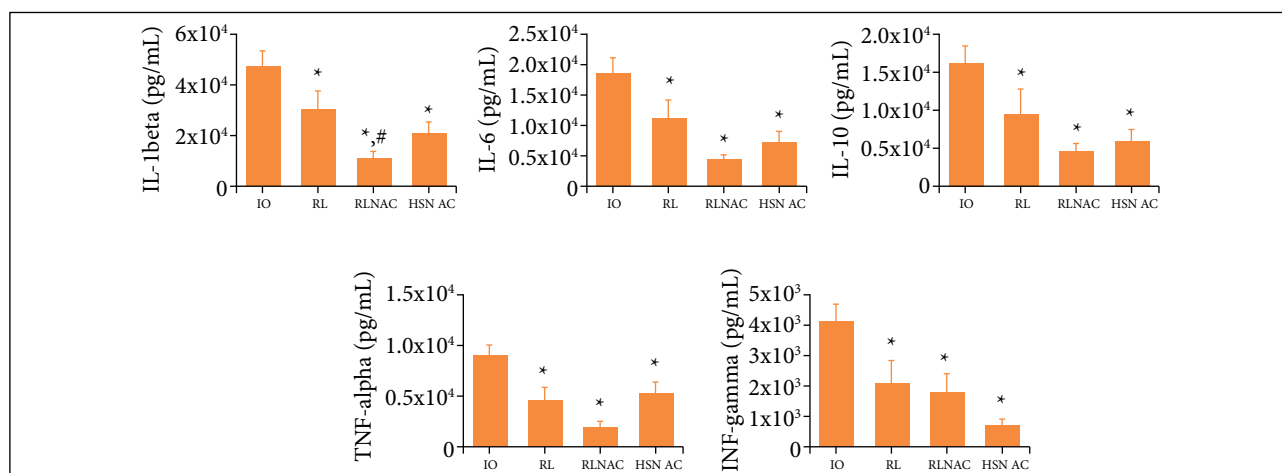 IL-1beta (pg/mL)
6x10⁴
4x10⁴
2x10⁴
0
*
*,#
*
IO RL RLNAC HSN AC
IL-6 (pg/mL)
2.5x10⁴
2.0x10⁴
1.5x10⁴
1.0x10⁴
0.5x10⁴
0
*
*
*
IO RL RLNAC HSN AC
IL-10 (pg/mL)
2.0x10⁴
1.5x10⁴
1.0x10⁴
0.5x10⁴
0
*
*
*
IO RL RLNAC HSN AC
TNF-alpha (pg/mL)
1.5x10⁴
1.0x10⁴
0.5x10⁴
0
*
*
*
IO RL RLNAC HSN AC
INF-gamma (pg/mL)
5x10³
4x10³
3x10³
2x10³
1x10³
0
*
*
*
IO RL RLNAC HSN AC